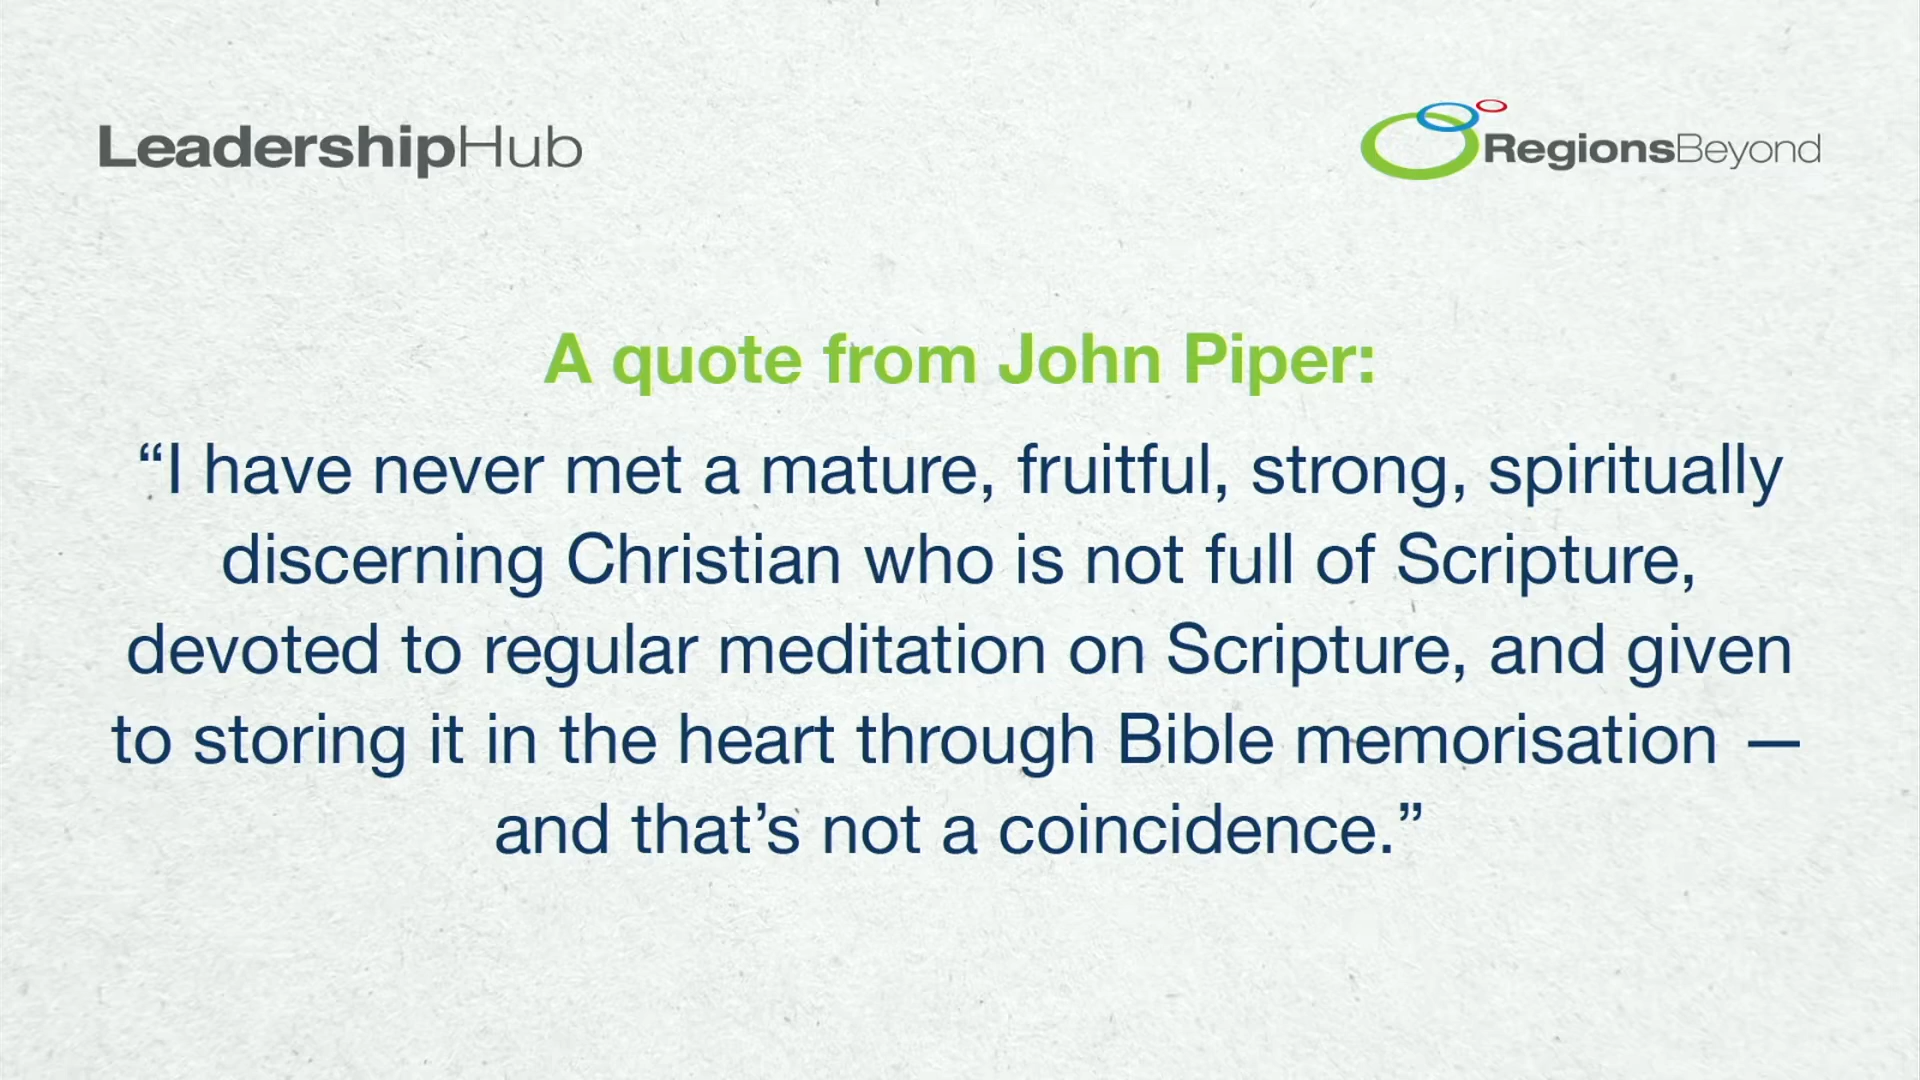 LeadershipHub
RegionsBeyond
A quote from John Piper:
“I have never met a mature, fruitful, strong, spiritually
discerning Christian who is not full of Scripture,
devoted to regular meditation on Scripture, and given
to storing it in the heart through Bible memorisation —
and that’s not a coincidence.”